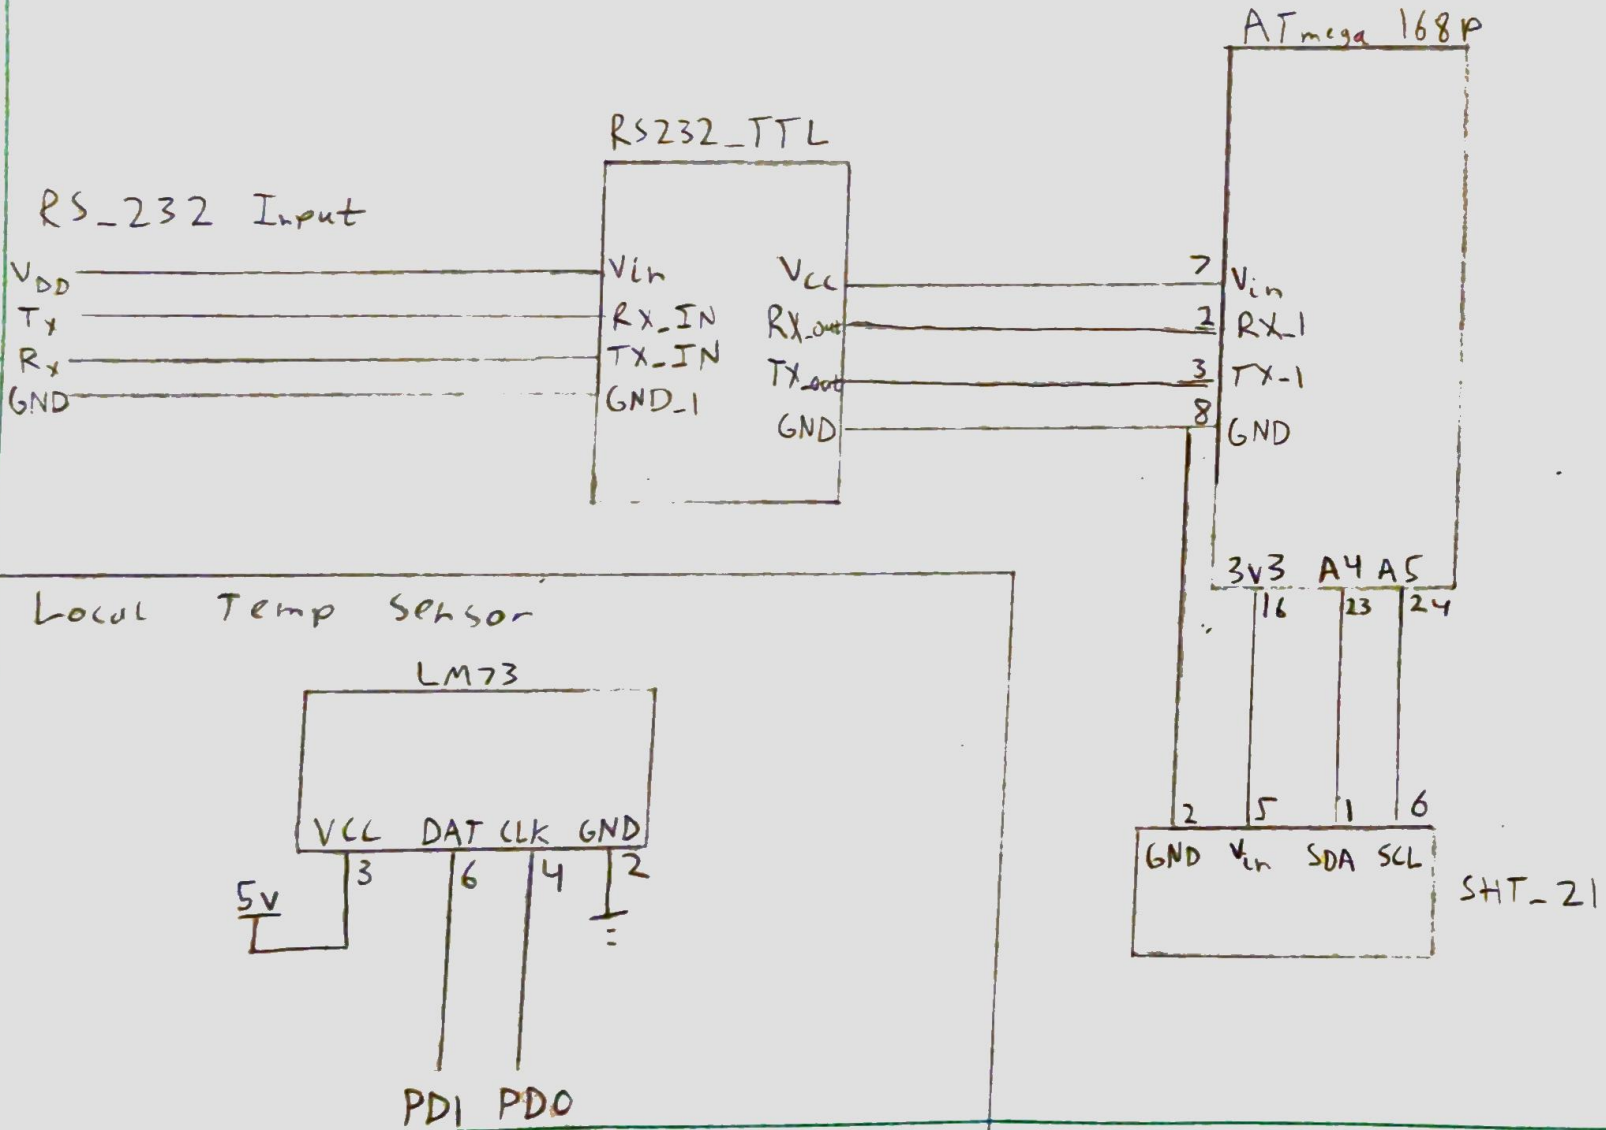 ATmega 168P
RS232_TTL
RS_232 Input
VDD
Tx
Rx
GND
Vin
RX_IN
TX_IN
GND_1
Vcc
RX_out
TX_out
GND
7
2
3
8
Vin
RX_1
TX-1
GND
3v3 A4 A5
16 23 24
2 5 1 6
GND Vin SDA SCL
SHT_21
Local Temp Sensor
LM73
VCC DAT CLK GND
3 6 4 2
5v
PD1 PD0